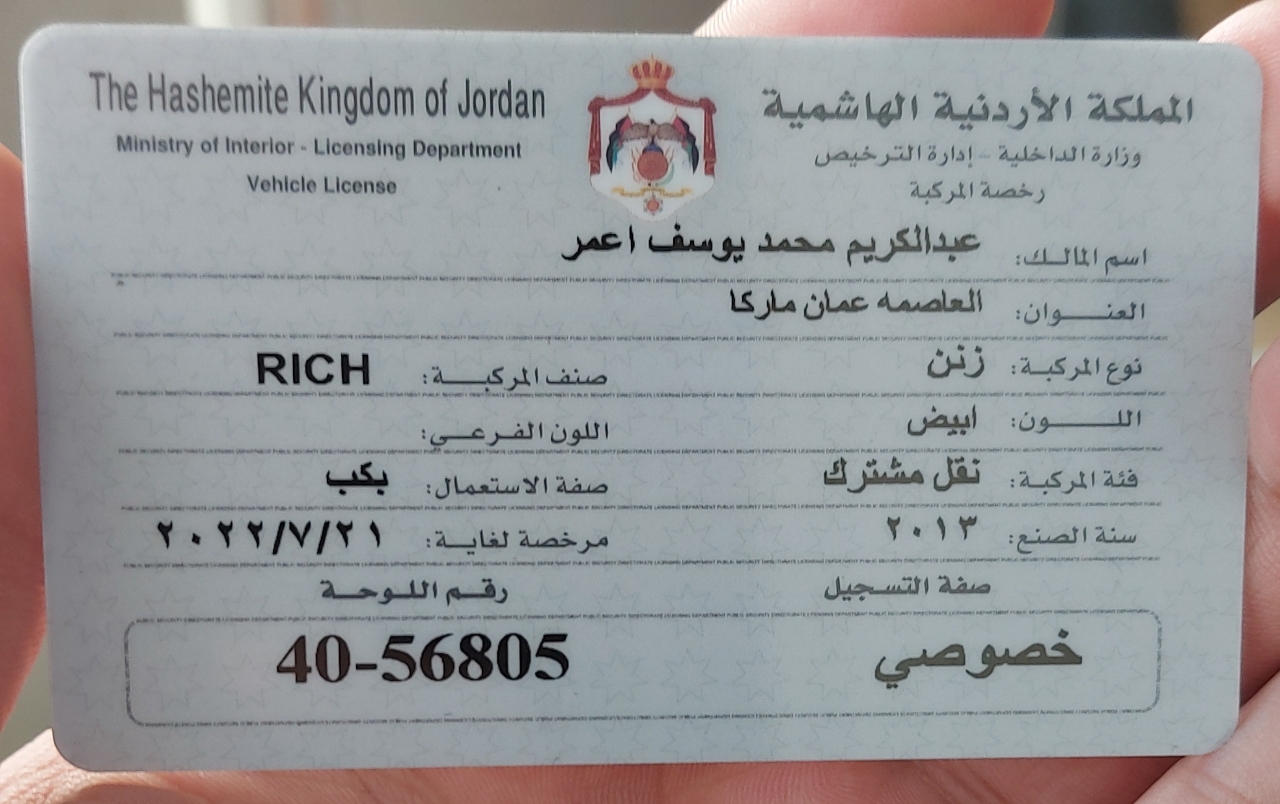 The Hashemite Kingdom of Jordan
Ministry of Interior - Licensing Department
Vehicle License
المملكة الأردنية الهاشمية
وزارة الداخلية - إدارة الترخيص
رخصة المركبة
اسم المالك: عبدالكريم محمد يوسف اعمر
العنوان: العاصمه عمان ماركا
نوع المركبة: زنن صنف المركبة: RICH
اللون: ابيض اللون الفرعي:
فئة المركبة: نقل مشترك صفة الاستعمال: بكب
سنة الصنع: ٢٠١٣ مرخصة لغاية: ٢٠٢٢/٧/٢١
صفة التسجيل رقم اللوحة
خصوصي 40-56805